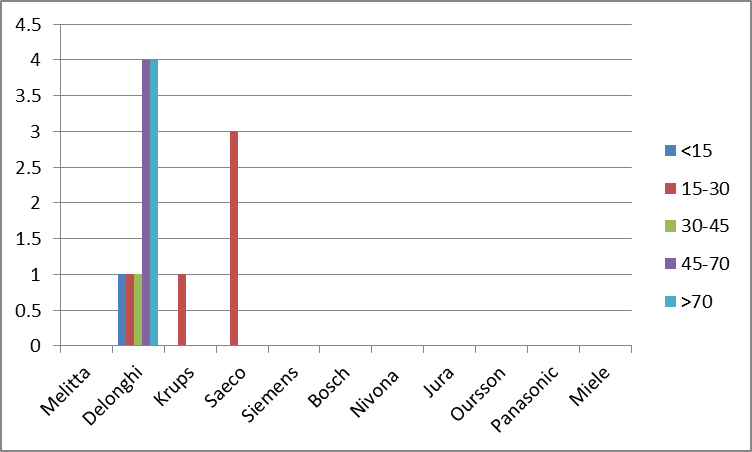 4.5
4
3.5
3
2.5
2
1.5
1
0.5
0
Melitta
Delonghi
Krups
Saeco
Siemens
Bosch
Nivona
Jura
Oursson
Panasonic
Miele
<15
15-30
30-45
45-70
>70